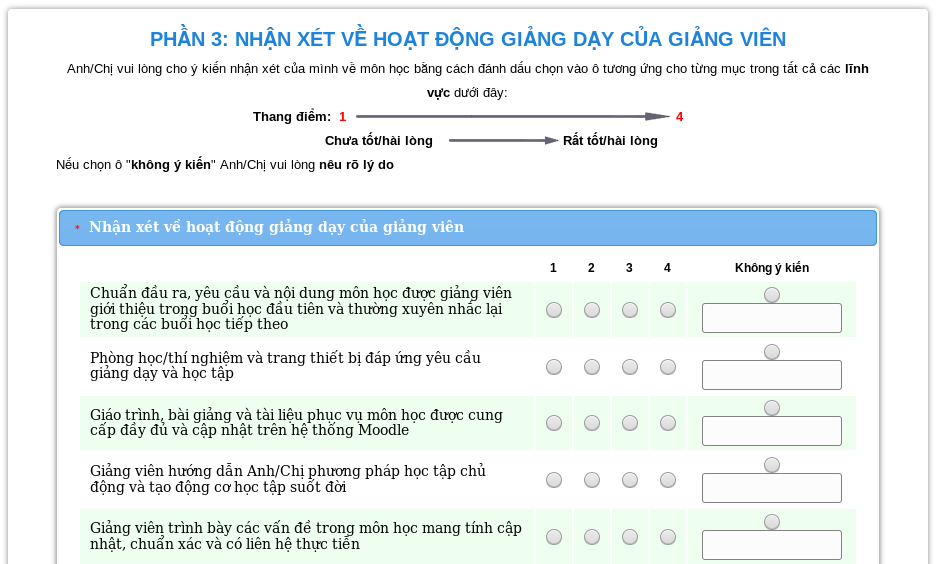 PHẦN 3: NHẬN XÉT VỀ HOẠT ĐỘNG GIẢNG DẠY CỦA GIẢNG VIÊN
Anh/Chị vui lòng cho ý kiến nhận xét của mình về môn học bằng cách đánh dấu chọn vào ô tương ứng cho từng mục trong tất cả các lĩnh
vực dưới đây:
Thang điểm: 1 4
Chưa tốt/hài lòng Rất tốt/hài lòng
Nếu chọn ô "không ý kiến" Anh/Chị vui lòng nêu rõ lý do
* Nhận xét về hoạt động giảng dạy của giảng viên
1 2 3 4 Không ý kiến
Chuẩn đầu ra, yêu cầu và nội dung môn học được giảng viên
giới thiệu trong buổi học đầu tiên và thường xuyên nhắc lại
trong các buổi học tiếp theo
Phòng học/thí nghiệm và trang thiết bị đáp ứng yêu cầu
giảng dạy và học tập
Giáo trình, bài giảng và tài liệu phục vụ môn học được cung
cấp đầy đủ và cập nhật trên hệ thống Moodle
Giảng viên hướng dẫn Anh/Chị phương pháp học tập chủ
động và tạo động cơ học tập suốt đời
Giảng viên trình bày các vấn đề trong môn học mang tính cập
nhật, chuẩn xác và có liên hệ thực tiễn